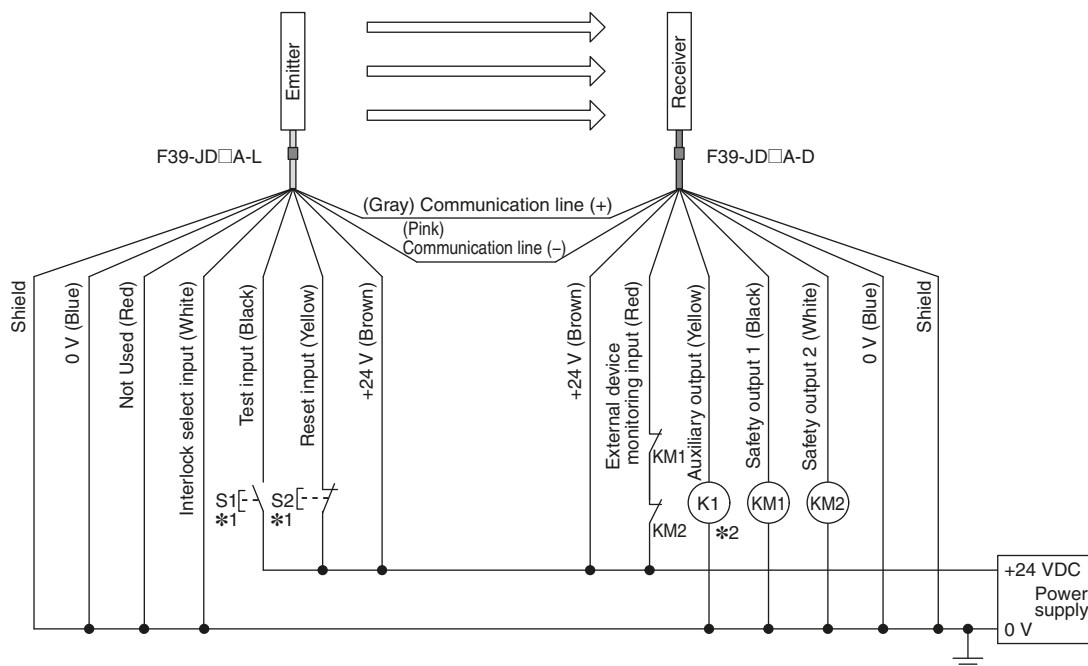 Emitter
Receiver
F39-JD□A-L
F39-JD□A-D
(Gray) Communication line (+)
(Pink)
Communication line (–)
Shield
0 V (Blue)
Not Used (Red)
Interlock select input (White)
Test input (Black)
Reset input (Yellow)
+24 V (Brown)
+24 V (Brown)
External device
monitoring input (Red)
Auxiliary output (Yellow)
Safety output 1 (Black)
Safety output 2 (White)
0 V (Blue)
Shield
S1
*1
S2
*1
KM1
KM2
K1
*2
KM1
KM2
+24 VDC
Power
supply
0 V